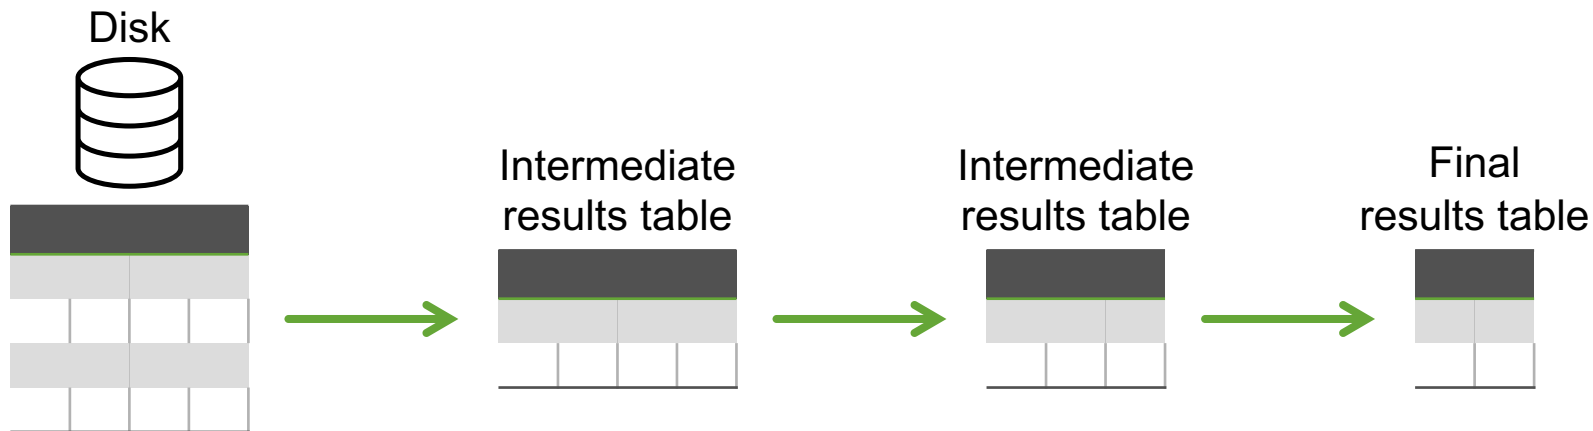 Disk
Intermediate
results table
Intermediate
results table
Final
results table